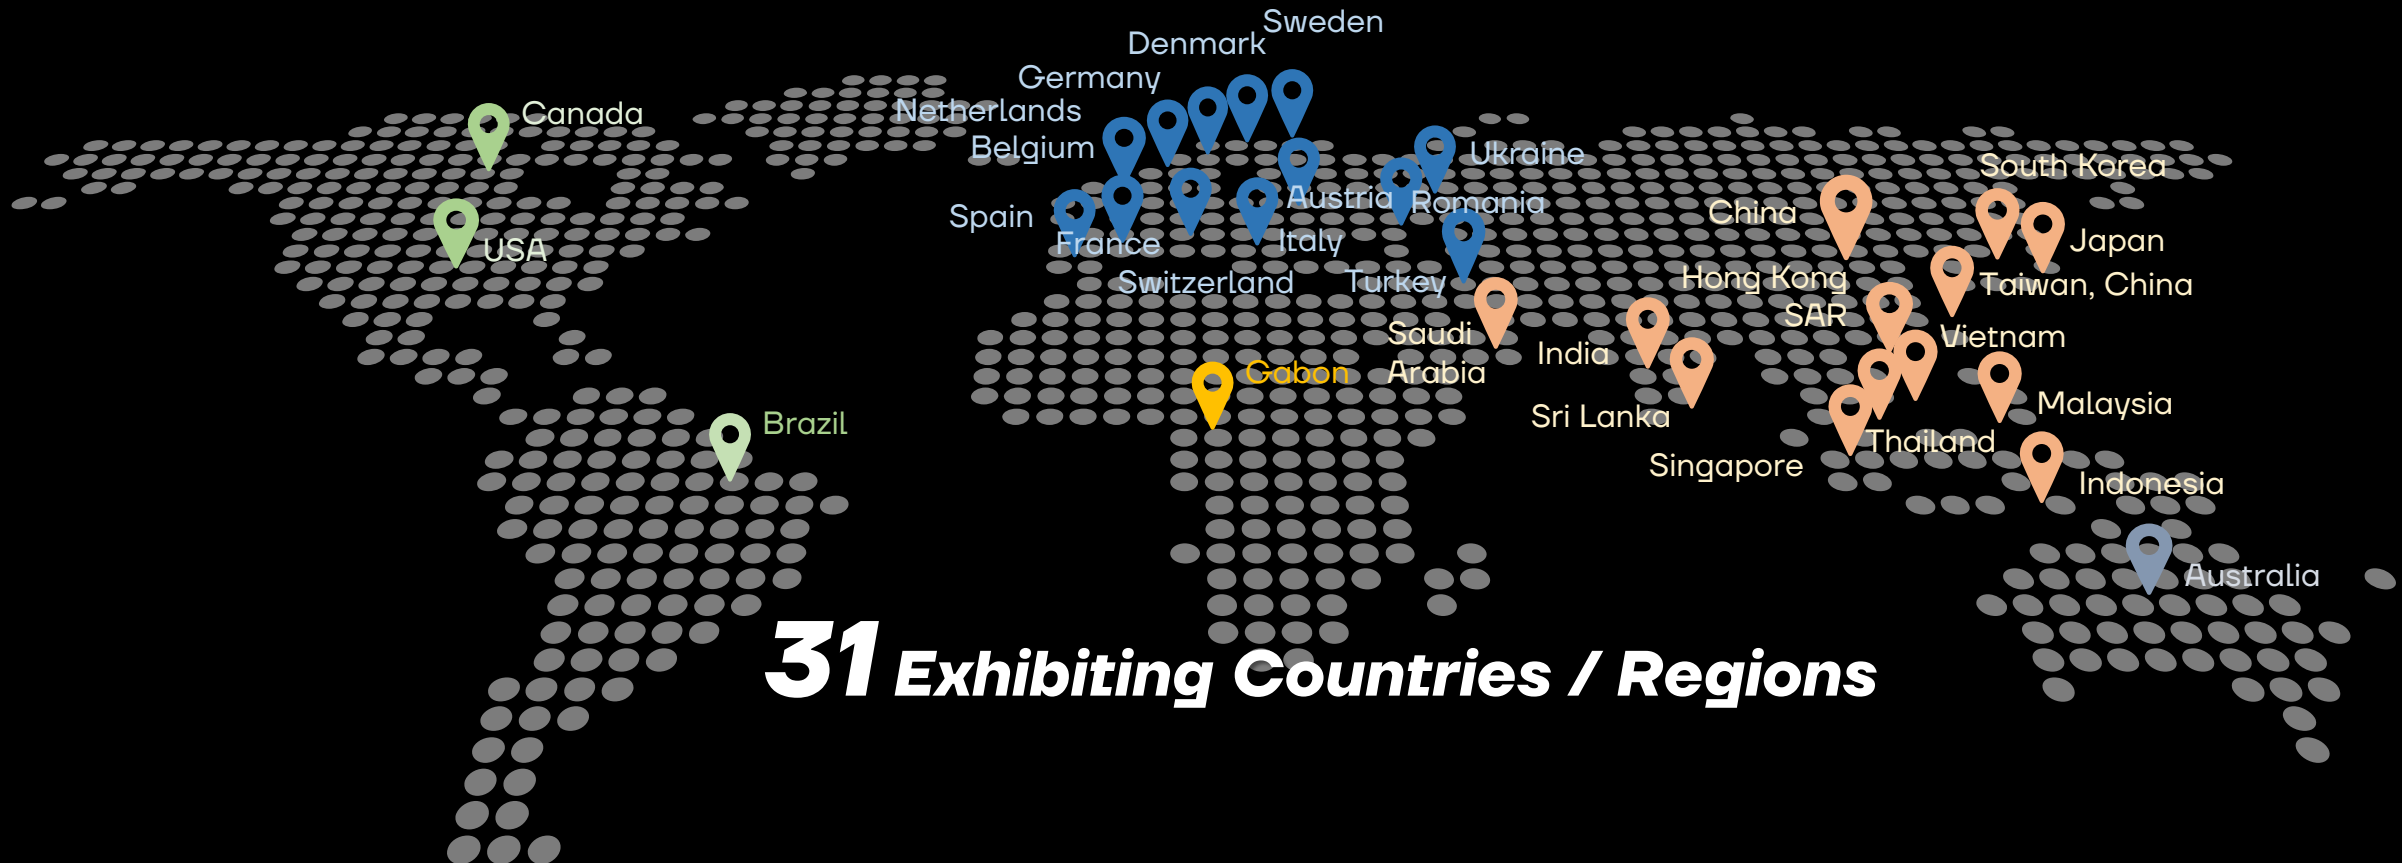 Sweden
Denmark
Germany
Netherlands
Canada
Belgium
Ukraine
South Korea
Austria
Romania
Spain
China
France
Italy
Japan
USA
Hong Kong
SAR
Switzerland
Turkey
Taiwan, China
Saudi
Arabia
Vietnam
India
Gabon
Malaysia
Sri Lanka
Brazil
Thailand
Singapore
Indonesia
Australia
31 Exhibiting Countries / Regions